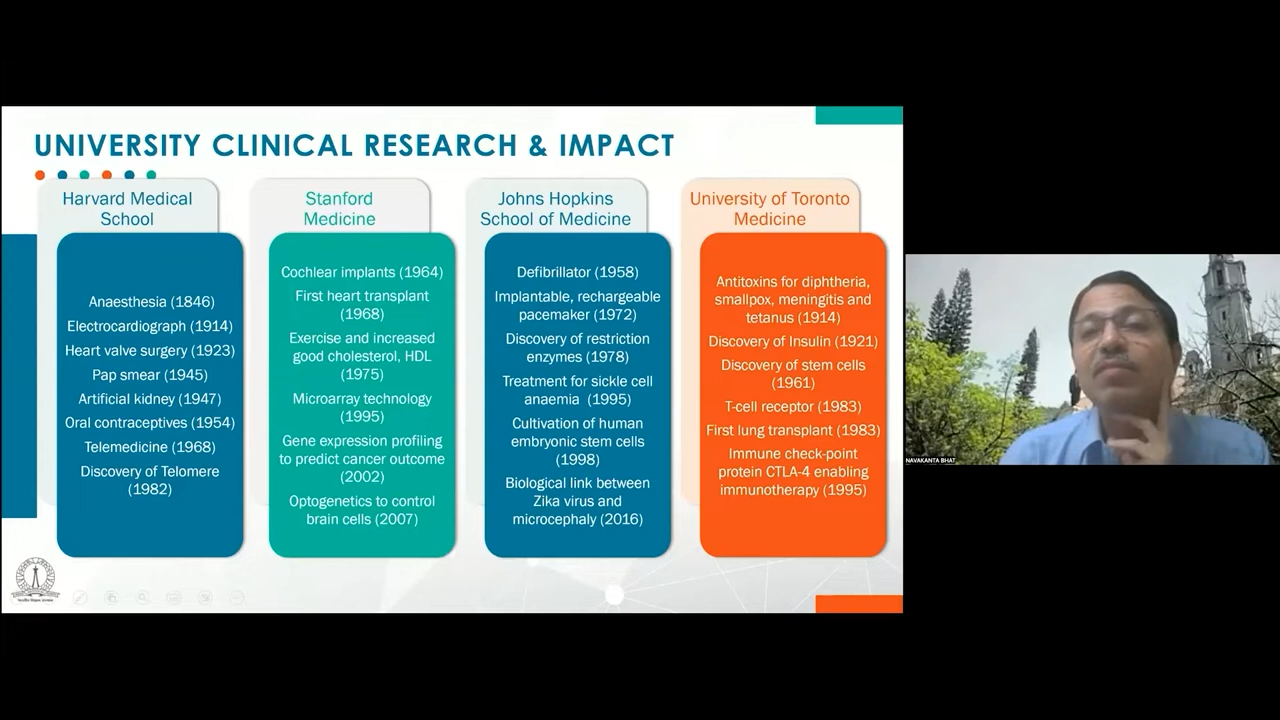 UNIVERSITY CLINICAL RESEARCH & IMPACT
Harvard Medical
School
Anaesthesia (1846)
Electrocardiograph (1914)
Heart valve surgery (1923)
Pap smear (1945)
Artificial kidney (1947)
Oral contraceptives (1954)
Telemedicine (1968)
Discovery of Telomere
(1982)
Stanford
Medicine
Cochlear implants (1964)
First heart transplant
(1968)
Exercise and increased
good cholesterol, HDL
(1975)
Microarray technology
(1995)
Gene expression profiling
to predict cancer outcome
(2002)
Optogenetics to control
brain cells (2007)
Johns Hopkins
School of Medicine
Defibrillator (1958)
Implantable, rechargeable
pacemaker (1972)
Discovery of restriction
enzymes (1978)
Treatment for sickle cell
anaemia (1995)
Cultivation of human
embryonic stem cells
(1998)
Biological link between
Zika virus and
microcephaly (2016)
University of Toronto
Medicine
Antitoxins for diphtheria,
smallpox, meningitis and
tetanus (1914)
Discovery of Insulin (1921)
Discovery of stem cells
(1961)
T-cell receptor (1983)
First lung transplant (1983)
Immune check-point
protein CTLA-4 enabling
immunotherapy (1995)
NAVAKANTA BHAT